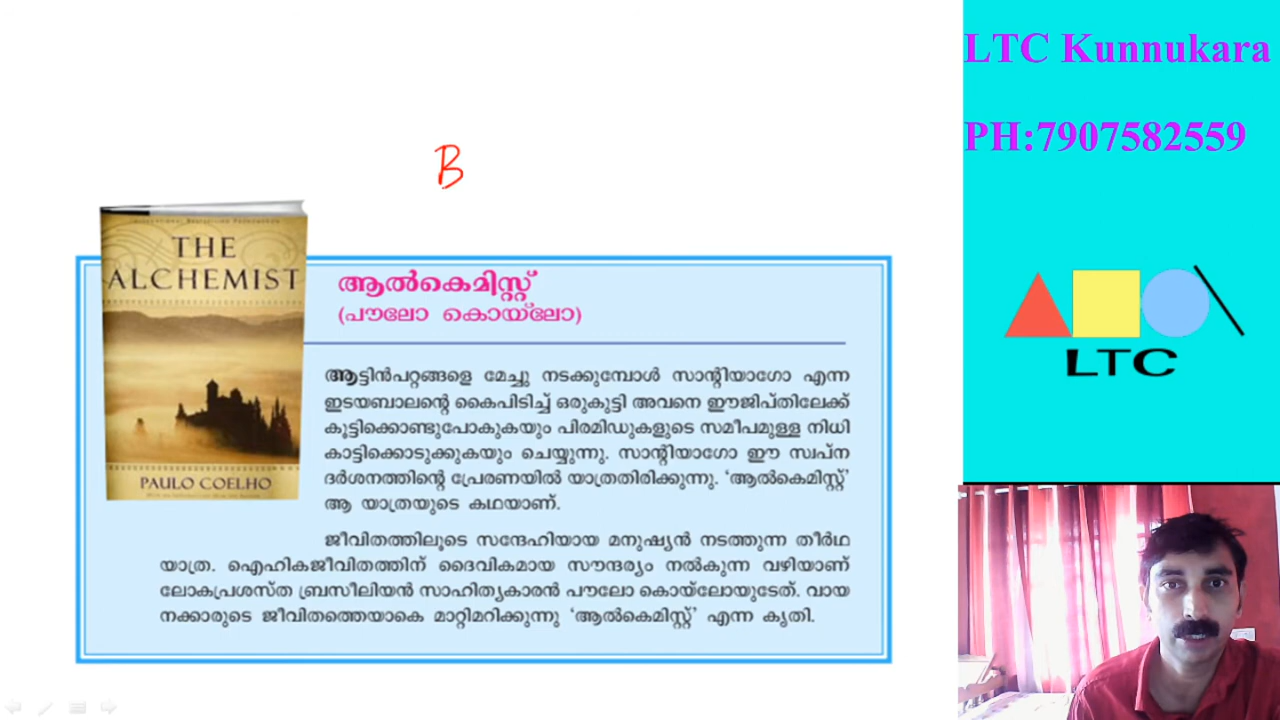 LTC Kunnukara
PH:7907582559
B
THE
ALCHEMIST
PAULO COELHO
ആൽകെമിസ്റ്റ്
(പൗലോ കൊയ്‌ലോ)
ആട്ടിൻപറ്റങ്ങളെ മേച്ചു നടക്കുമ്പോൾ സാന്റിയാഗോ എന്ന
ഇടയബാലന്റെ കൈപിടിച്ച് ഒരുകുട്ടി അവനെ ഈജിപ്തിലേക്ക്
കൂട്ടിക്കൊണ്ടുപോകുകയും പിരമിഡുകളുടെ സമീപമുള്ള നിധി
കാട്ടിക്കൊടുക്കുകയും ചെയ്യുന്നു. സാന്റിയാഗോ ഈ സ്വപ്ന
ദർശനത്തിന്റെ പ്രേരണയിൽ യാത്രതിരിക്കുന്നു. ‘ആൽകെമിസ്റ്റ്’
ആ യാത്രയുടെ കഥയാണ്.
ജീവിതത്തിലൂടെ സന്ദേഹിയായ മനുഷ്യൻ നടത്തുന്ന തീർഥ
യാത്ര. ഐഹികജീവിതത്തിന് ദൈവികമായ സൗന്ദര്യം നൽകുന്ന വഴിയാണ്
ലോകപ്രശസ്ത ബ്രസീലിയൻ സാഹിത്യകാരൻ പൗലോ കൊയ്‌ലോയുടേത്. വായ
നക്കാരുടെ ജീവിതത്തെയാകെ മാറ്റിമറിക്കുന്നു ‘ആൽകെമിസ്റ്റ്’ എന്ന കൃതി.
LTC